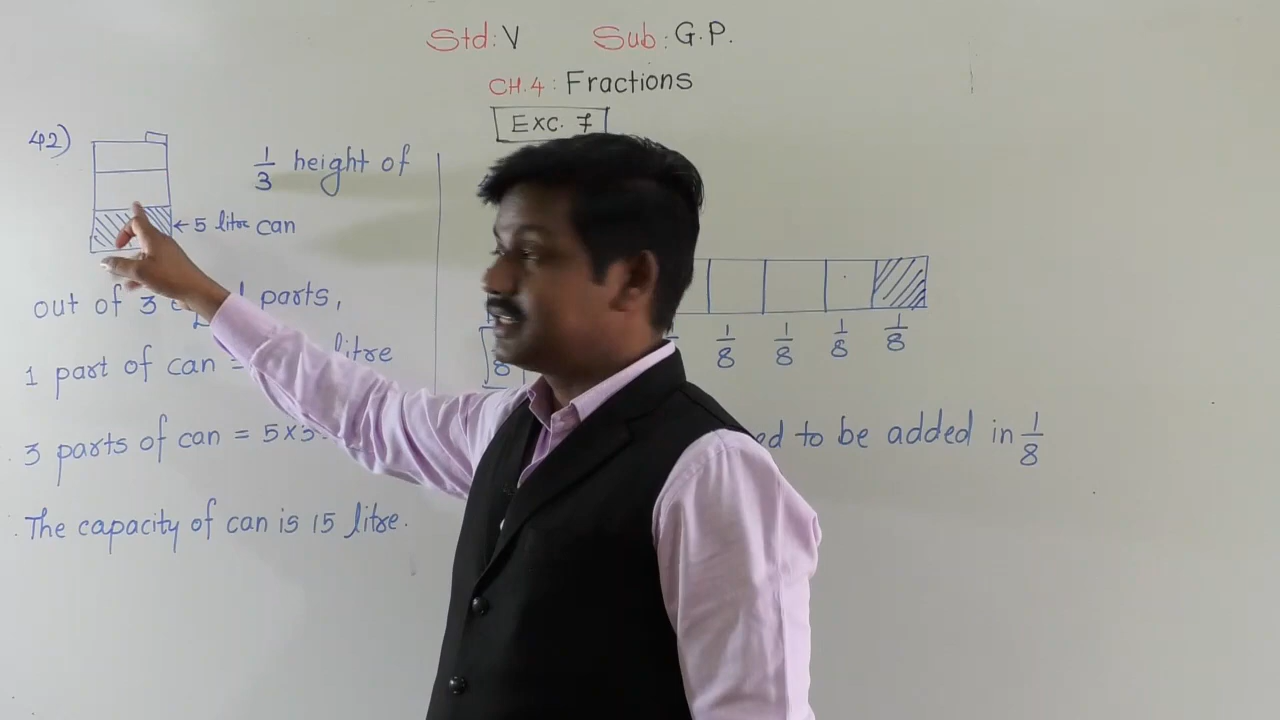 Std: V Sub: G.P.
CH.4: Fractions
Exc. 7
42)
1/3 height of
← 5 litre can
out of 3 parts,
1 part of can = litre
3 parts of can = 5×3
The capacity of can is 15 litre.
8 1/8 1/8 1/8 1/8
to be added in 1/8